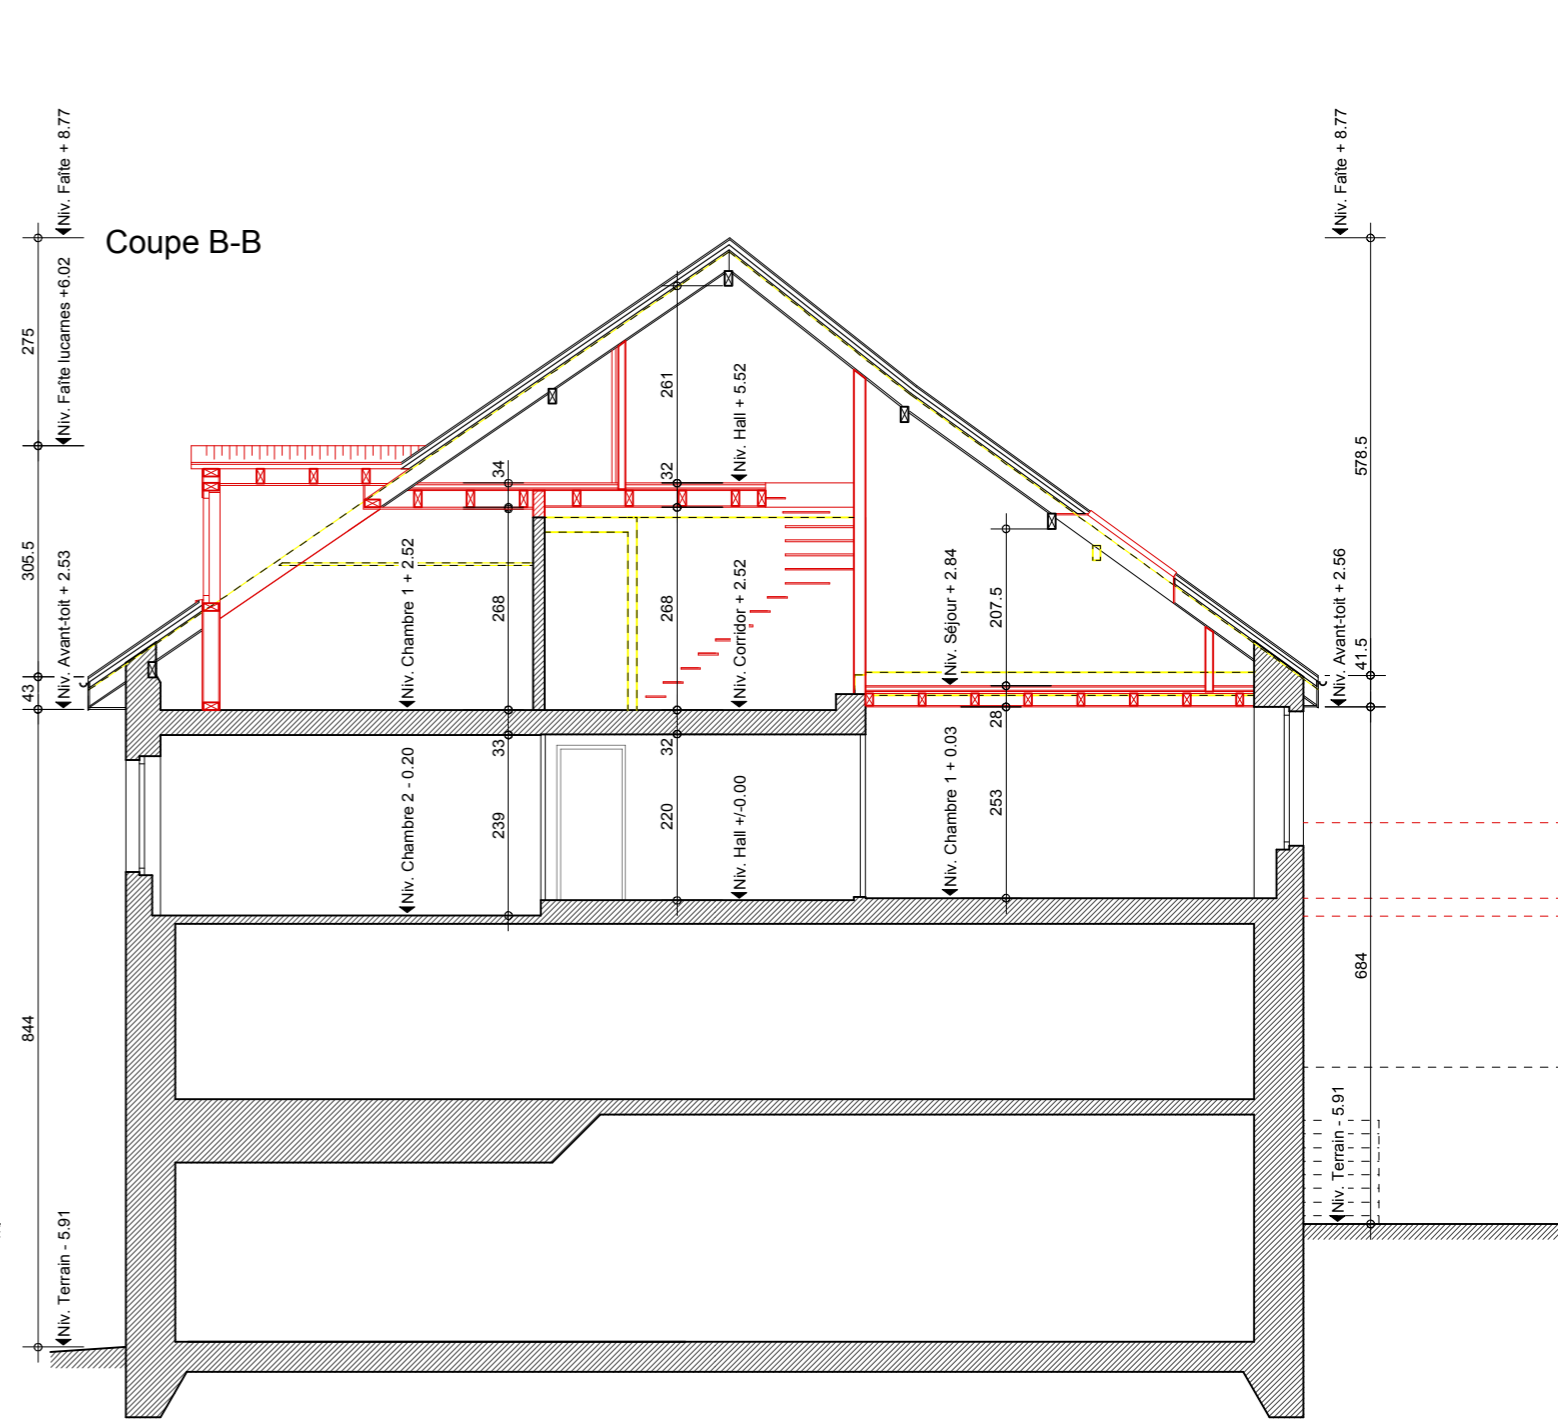 Coupe B-B
Niv. Faîte + 8.77
Niv. Faîte lucarnes +6.02
Niv. Avant-toit + 2.53
Niv. Terrain - 5.91
275
305.5
43
844
34
268
33
239
Niv. Chambre 1 + 2.52
Niv. Chambre 2 - 0.20
261
32
268
32
220
Niv. Hall + 5.52
Niv. Corridor + 2.52
Niv. Hall +/-0.00
Niv. Séjour + 2.84
Niv. Chambre 1 + 0.03
207.5
28
253
Niv. Faîte + 8.77
Niv. Avant-toit + 2.56
Niv. Terrain - 5.91
578.5
41.5
684